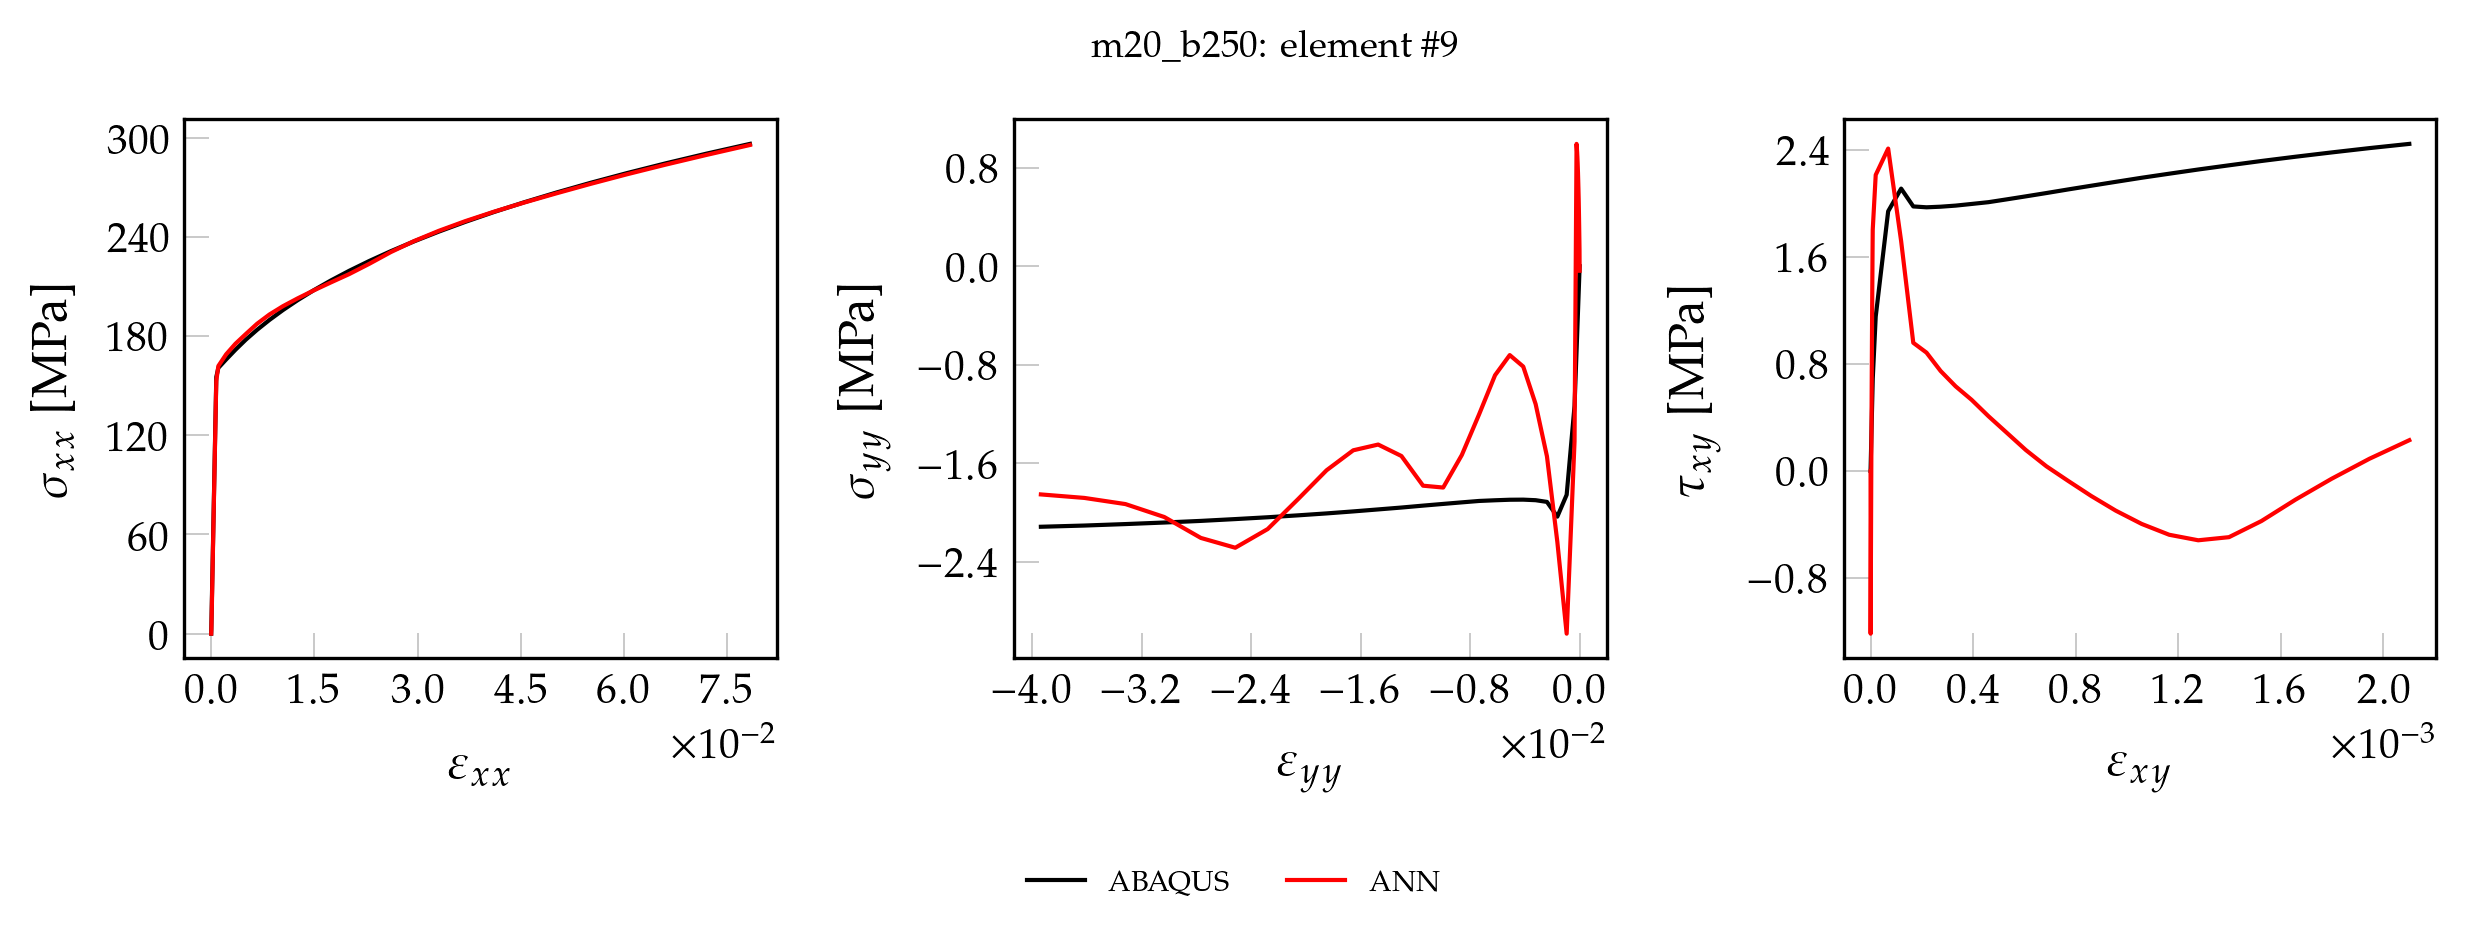 m20_b250: element #9
σxx [MPa]
300
240
180
120
60
0
0.0 1.5 3.0 4.5 6.0 7.5
×10−2
εxx
σyy [MPa]
0.8
0.0
−0.8
−1.6
−2.4
−4.0 −3.2 −2.4 −1.6 −0.8 0.0
×10−2
εyy
τxy [MPa]
2.4
1.6
0.8
0.0
−0.8
0.0 0.4 0.8 1.2 1.6 2.0
×10−3
εxy
ABAQUS ANN